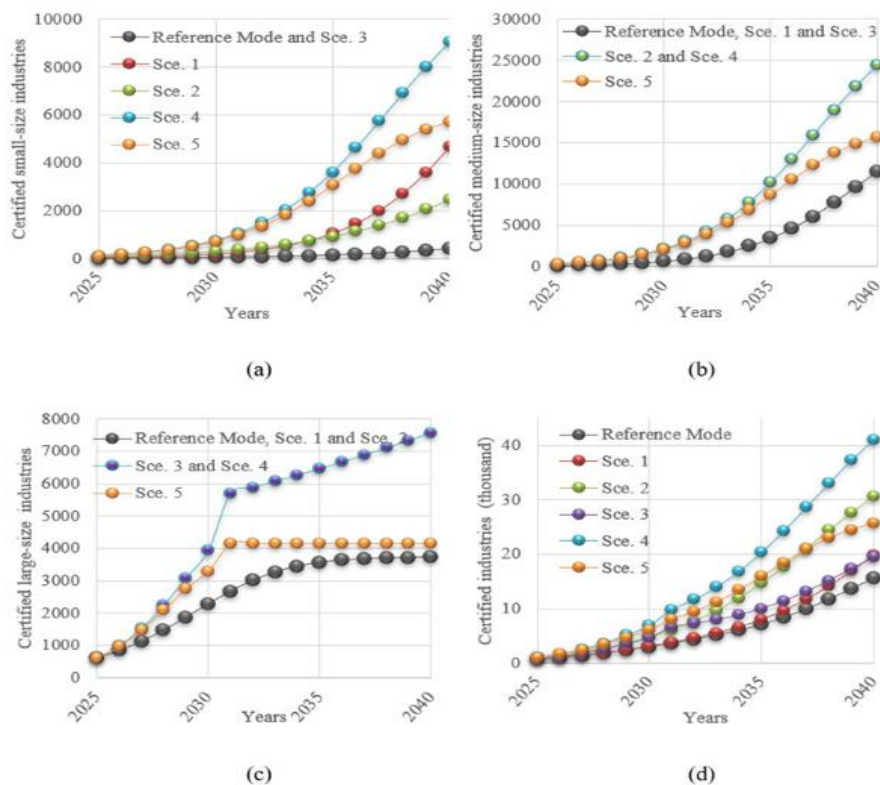 Certified small-size industries
10000
8000
6000
4000
2000
0
Reference Mode and Sce. 3
Sce. 1
Sce. 2
Sce. 4
Sce. 5
2025
2030
2035
2040
Years
(a)
Certified medium-size industries
30000
25000
20000
15000
10000
5000
0
Reference Mode, Sce. 1 and Sce. 3
Sce. 2 and Sce. 4
Sce. 5
2025
2030
2035
2040
Years
(b)
Certified large-size industries
8000
7000
6000
5000
4000
3000
2000
1000
0
Reference Mode, Sce. 1 and Sce. 2
Sce. 3 and Sce. 4
Sce. 5
2025
2030
2035
2040
Years
(c)
Certified industries (thousand)
40
30
20
10
0
Reference Mode
Sce. 1
Sce. 2
Sce. 3
Sce. 4
Sce. 5
2025
2030
2035
2040
Years
(d)